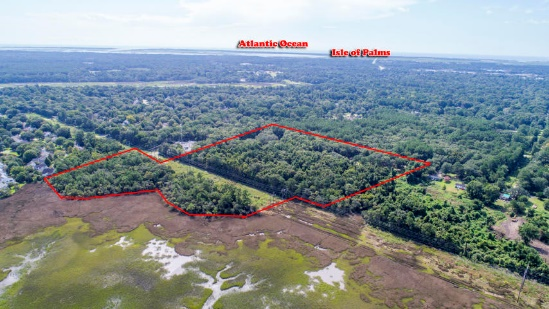 Atlantic Ocean
Isle of Palms